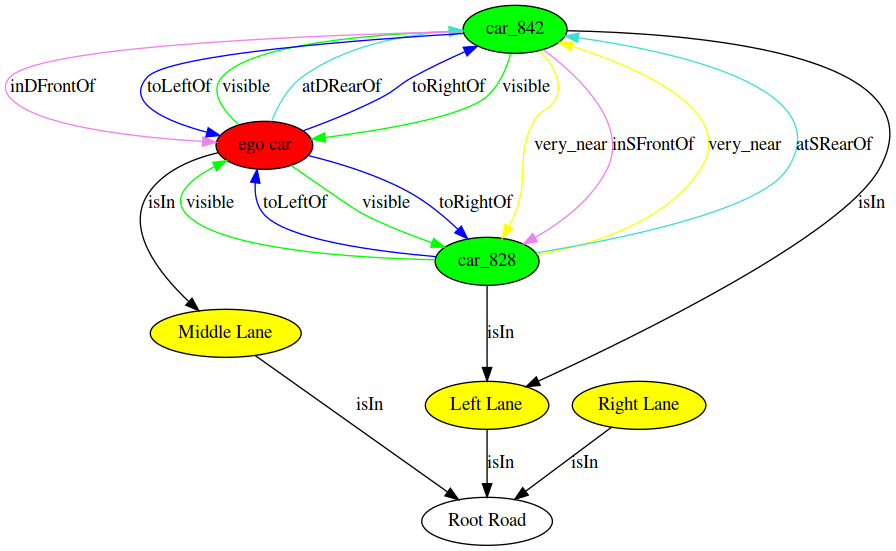 car_842
inDFrontOf
toLeftOf
visible
atDRearOf
toRightOf
visible
ego car
very_near
inSFrontOf
very_near
atSRearOf
isIn
visible
toLeftOf
visible
toRightOf
isIn
car_828
Middle Lane
isIn
isIn
Left Lane
Right Lane
isIn
isIn
Root Road